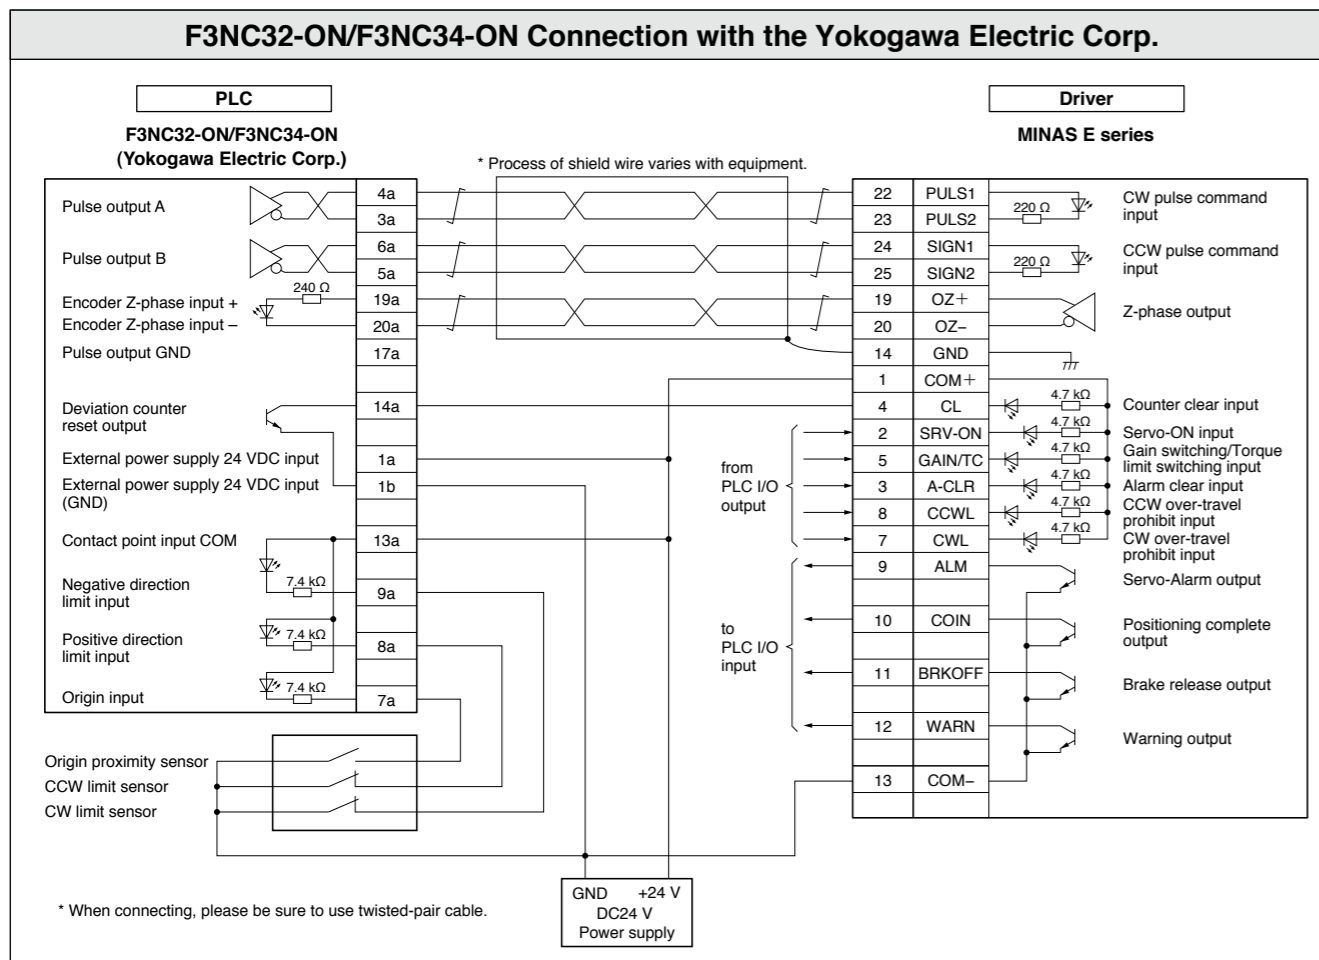 F3NC32-ON/F3NC34-ON Connection with the Yokogawa Electric Corp.
PLC
F3NC32-ON/F3NC34-ON
(Yokogawa Electric Corp.)
Driver
MINAS E series
* Process of shield wire varies with equipment.
Pulse output A
4a
3a
Pulse output B
6a
5a
240 Ω
Encoder Z-phase input +
19a
Encoder Z-phase input –
20a
Pulse output GND
17a
Deviation counter
reset output
14a
External power supply 24 VDC input
1a
External power supply 24 VDC input
(GND)
1b
Contact point input COM
13a
Negative direction
limit input
7.4 kΩ
9a
Positive direction
limit input
7.4 kΩ
8a
Origin input
7.4 kΩ
7a
Origin proximity sensor
CCW limit sensor
CW limit sensor
22 PULS1
23 PULS2
220 Ω
CW pulse command
input
24 SIGN1
25 SIGN2
220 Ω
CCW pulse command
input
19 OZ+
20 OZ–
Z-phase output
14 GND
1 COM+
4 CL 4.7 kΩ Counter clear input
2 SRV-ON 4.7 kΩ Servo-ON input
5 GAIN/TC 4.7 kΩ Gain switching/Torque
limit switching input
3 A-CLR 4.7 kΩ Alarm clear input
8 CCWL 4.7 kΩ CCW over-travel
prohibit input
7 CWL 4.7 kΩ CW over-travel
prohibit input
from
PLC I/O
output
9 ALM Servo-Alarm output
10 COIN Positioning complete
output
11 BRKOFF Brake release output
12 WARN Warning output
13 COM–
to
PLC I/O
input
GND +24 V
DC24 V
Power supply
* When connecting, please be sure to use twisted-pair cable.